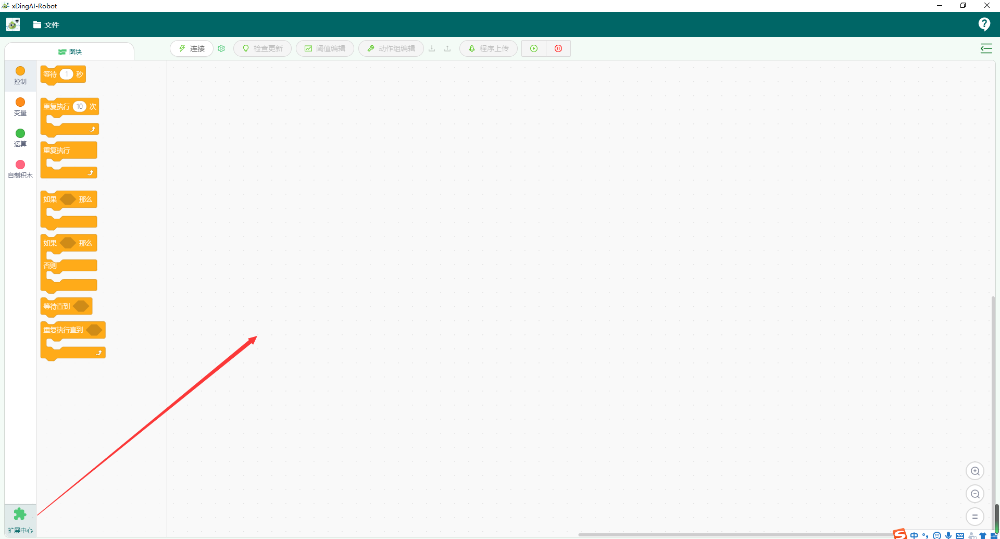 xDingAI-Robot
文件
图块
连接
检查更新
阈值编辑
动作组编辑
程序上传
控制
变量
运算
自制积木
等待 1 秒
重复执行 10 次
重复执行
如果 那么
如果 那么
否则
等待直到
重复执行直到
扩展中心
中